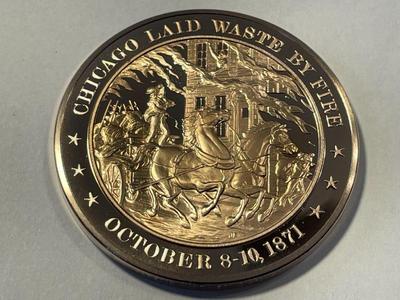 CHICAGO LAID WASTE BY FIRE
OCTOBER 8-10, 1871